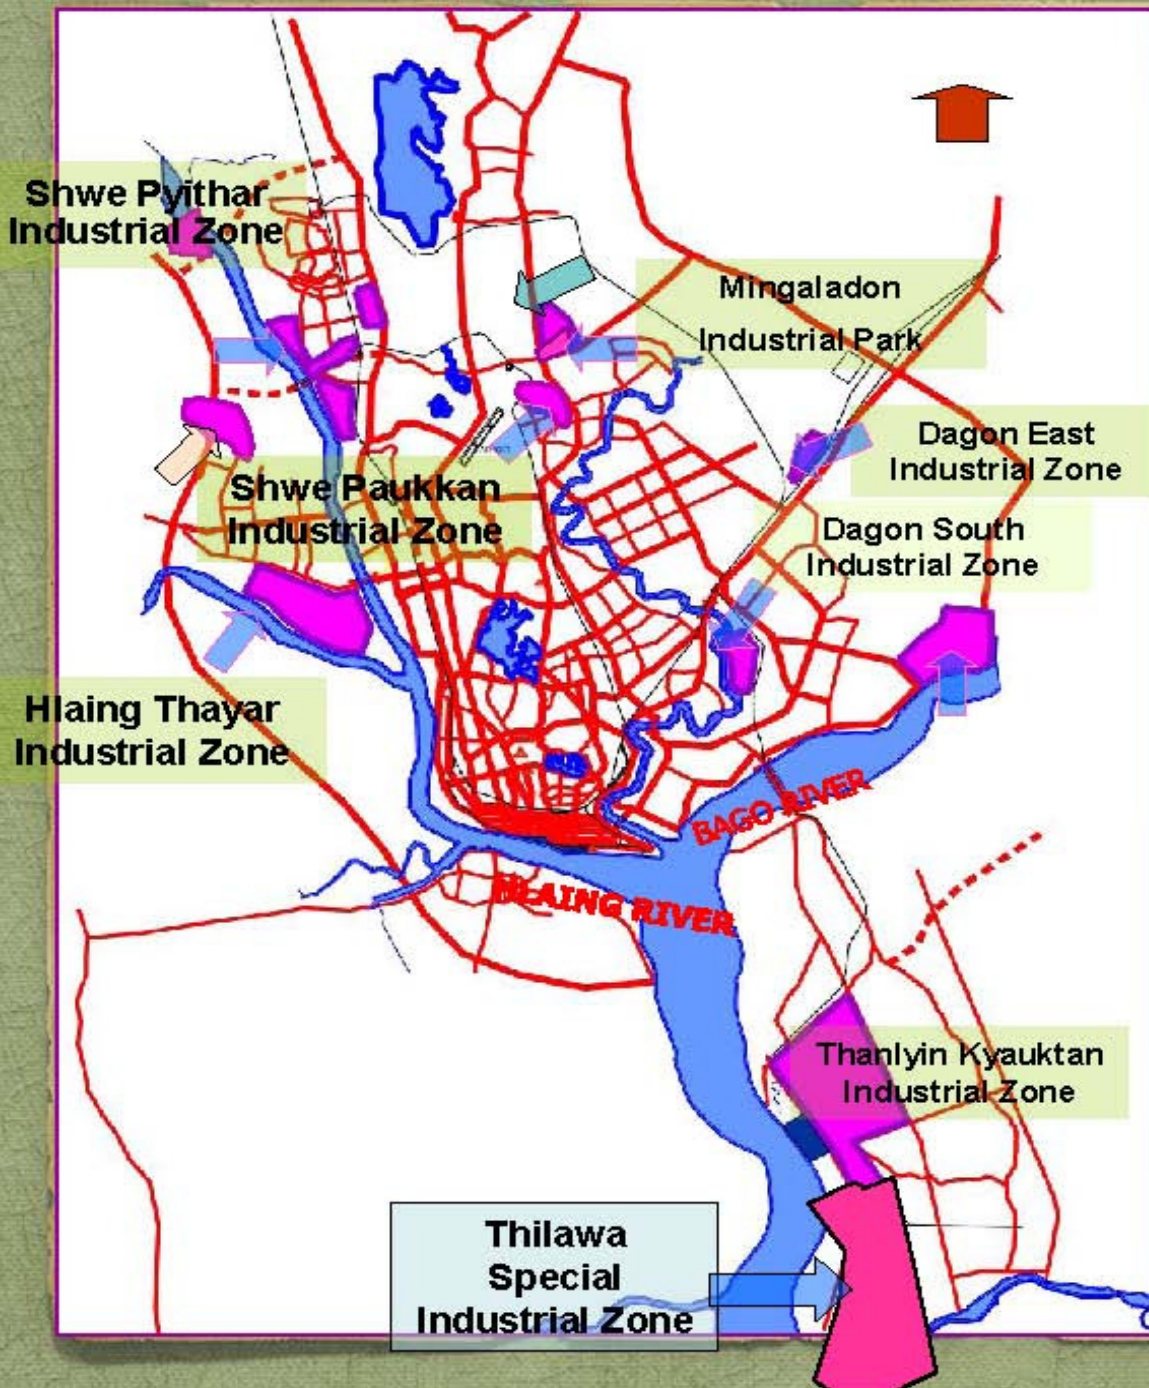 Shwe Pyithar
Industrial Zone
Mingaladon
Industrial Park
Dagon East
Industrial Zone
Shwe Paukkan
Industrial Zone
Dagon South
Industrial Zone
Hlaing Thayar
Industrial Zone
BAGO RIVER
HLAING RIVER
Thanlyin Kyauktan
Industrial Zone
Thilawa
Special
Industrial Zone